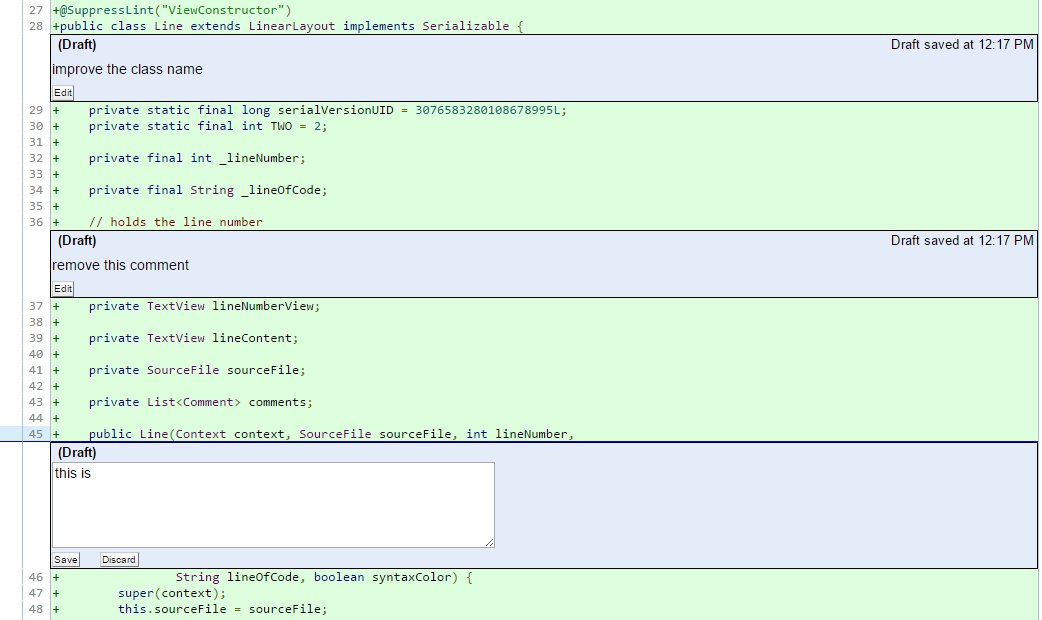 27 +@SuppressLint("ViewConstructor")
28 +public class Line extends LinearLayout implements Serializable {
(Draft) Draft saved at 12:17 PM
improve the class name
Edit
29 +    private static final long serialVersionUID = 3076583280108678995L;
30 +    private static final int TWO = 2;
31 +
32 +    private final int _lineNumber;
33 +
34 +    private final String _lineOfCode;
35 +
36 +    // holds the line number
(Draft) Draft saved at 12:17 PM
remove this comment
Edit
37 +    private TextView lineNumberView;
38 +
39 +    private TextView lineContent;
40 +
41 +    private SourceFile sourceFile;
42 +
43 +    private List<Comment> comments;
44 +
45 +    public Line(Context context, SourceFile sourceFile, int lineNumber,
(Draft)
this is
Save Discard
46 +                String lineOfCode, boolean syntaxColor) {
47 +        super(context);
48 +        this.sourceFile = sourceFile;